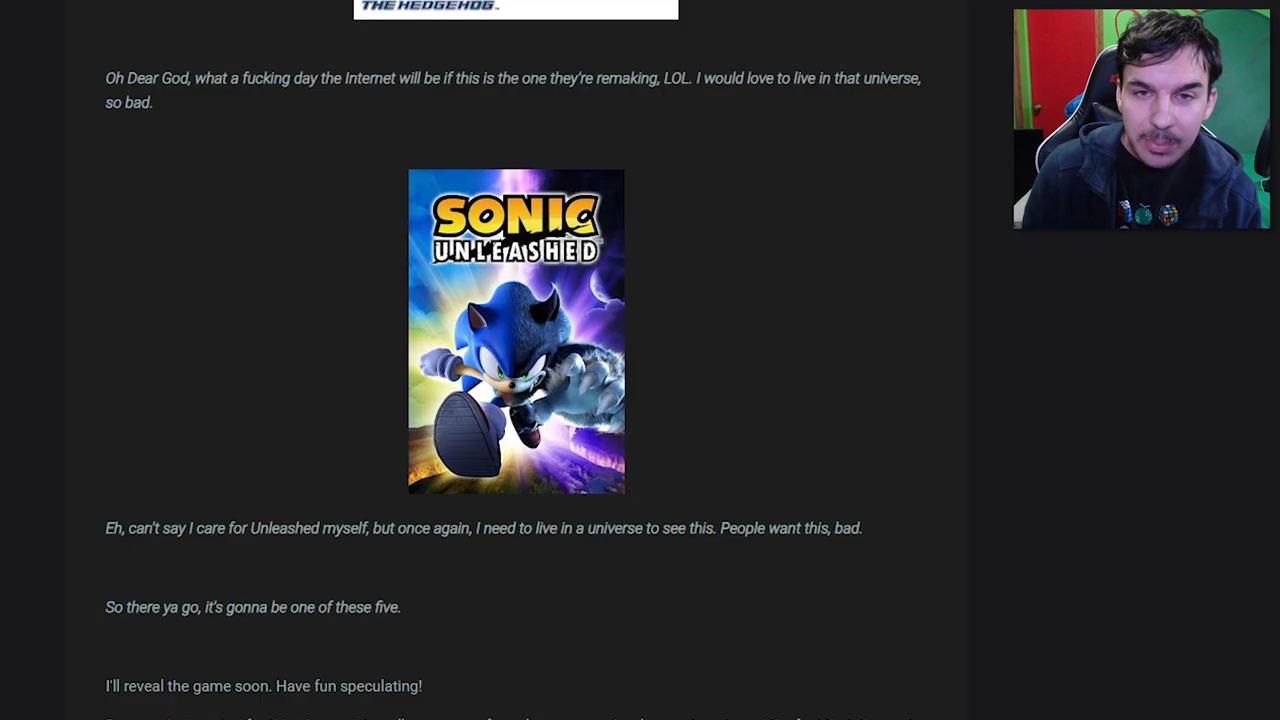 THE HEDGEHOG™
Oh Dear God, what a fucking day the Internet will be if this is the one they're remaking, LOL. I would love to live in that universe,
so bad.
SONIC
UNLEASHED™
Eh, can't say I care for Unleashed myself, but once again, I need to live in a universe to see this. People want this, bad.
So there ya go, it's gonna be one of these five.
I'll reveal the game soon. Have fun speculating!